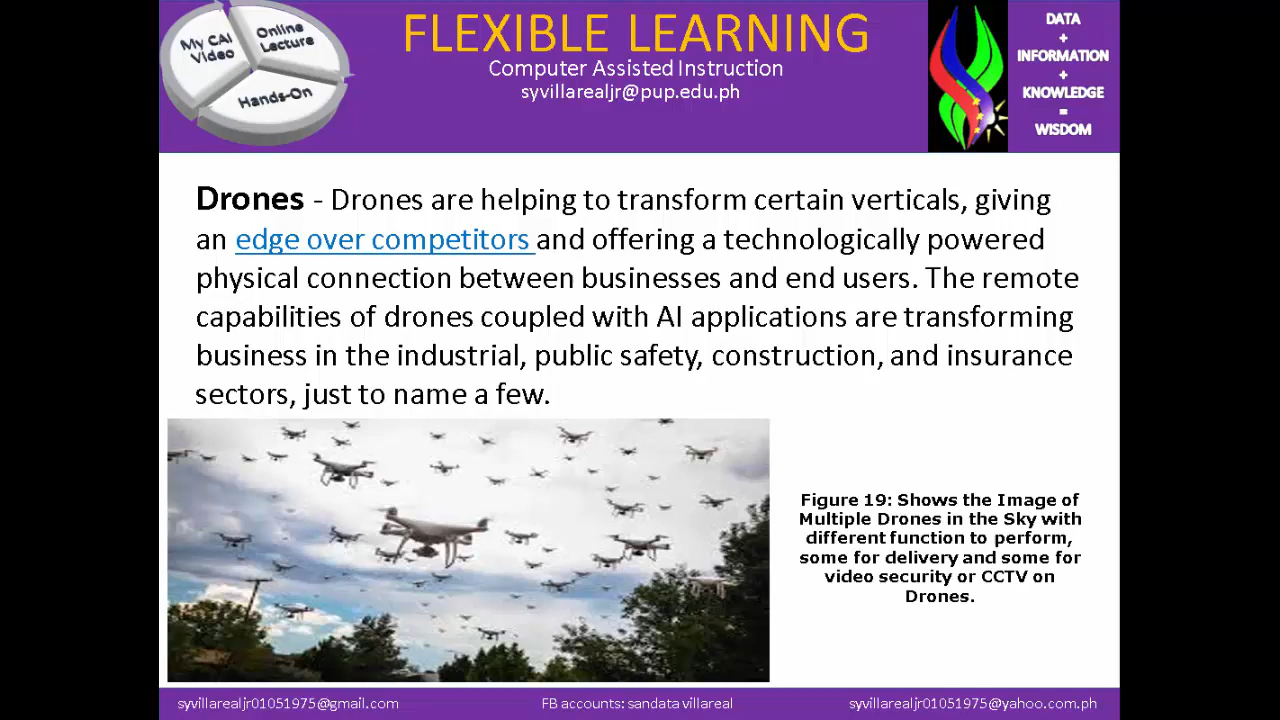 My CAI
Video
Online
Lecture
Hands-On
FLEXIBLE LEARNING
Computer Assisted Instruction
syvillarealjr@pup.edu.ph
DATA
+
INFORMATION
+
KNOWLEDGE
=
WISDOM
Drones - Drones are helping to transform certain verticals, giving
an edge over competitors and offering a technologically powered
physical connection between businesses and end users. The remote
capabilities of drones coupled with AI applications are transforming
business in the industrial, public safety, construction, and insurance
sectors, just to name a few.
Figure 19: Shows the Image of
Multiple Drones in the Sky with
different function to perform,
some for delivery and some for
video security or CCTV on
Drones.
syvillarealjr01051975@gmail.com
FB accounts: sandata villareal
syvillarealjr01051975@yahoo.com.ph